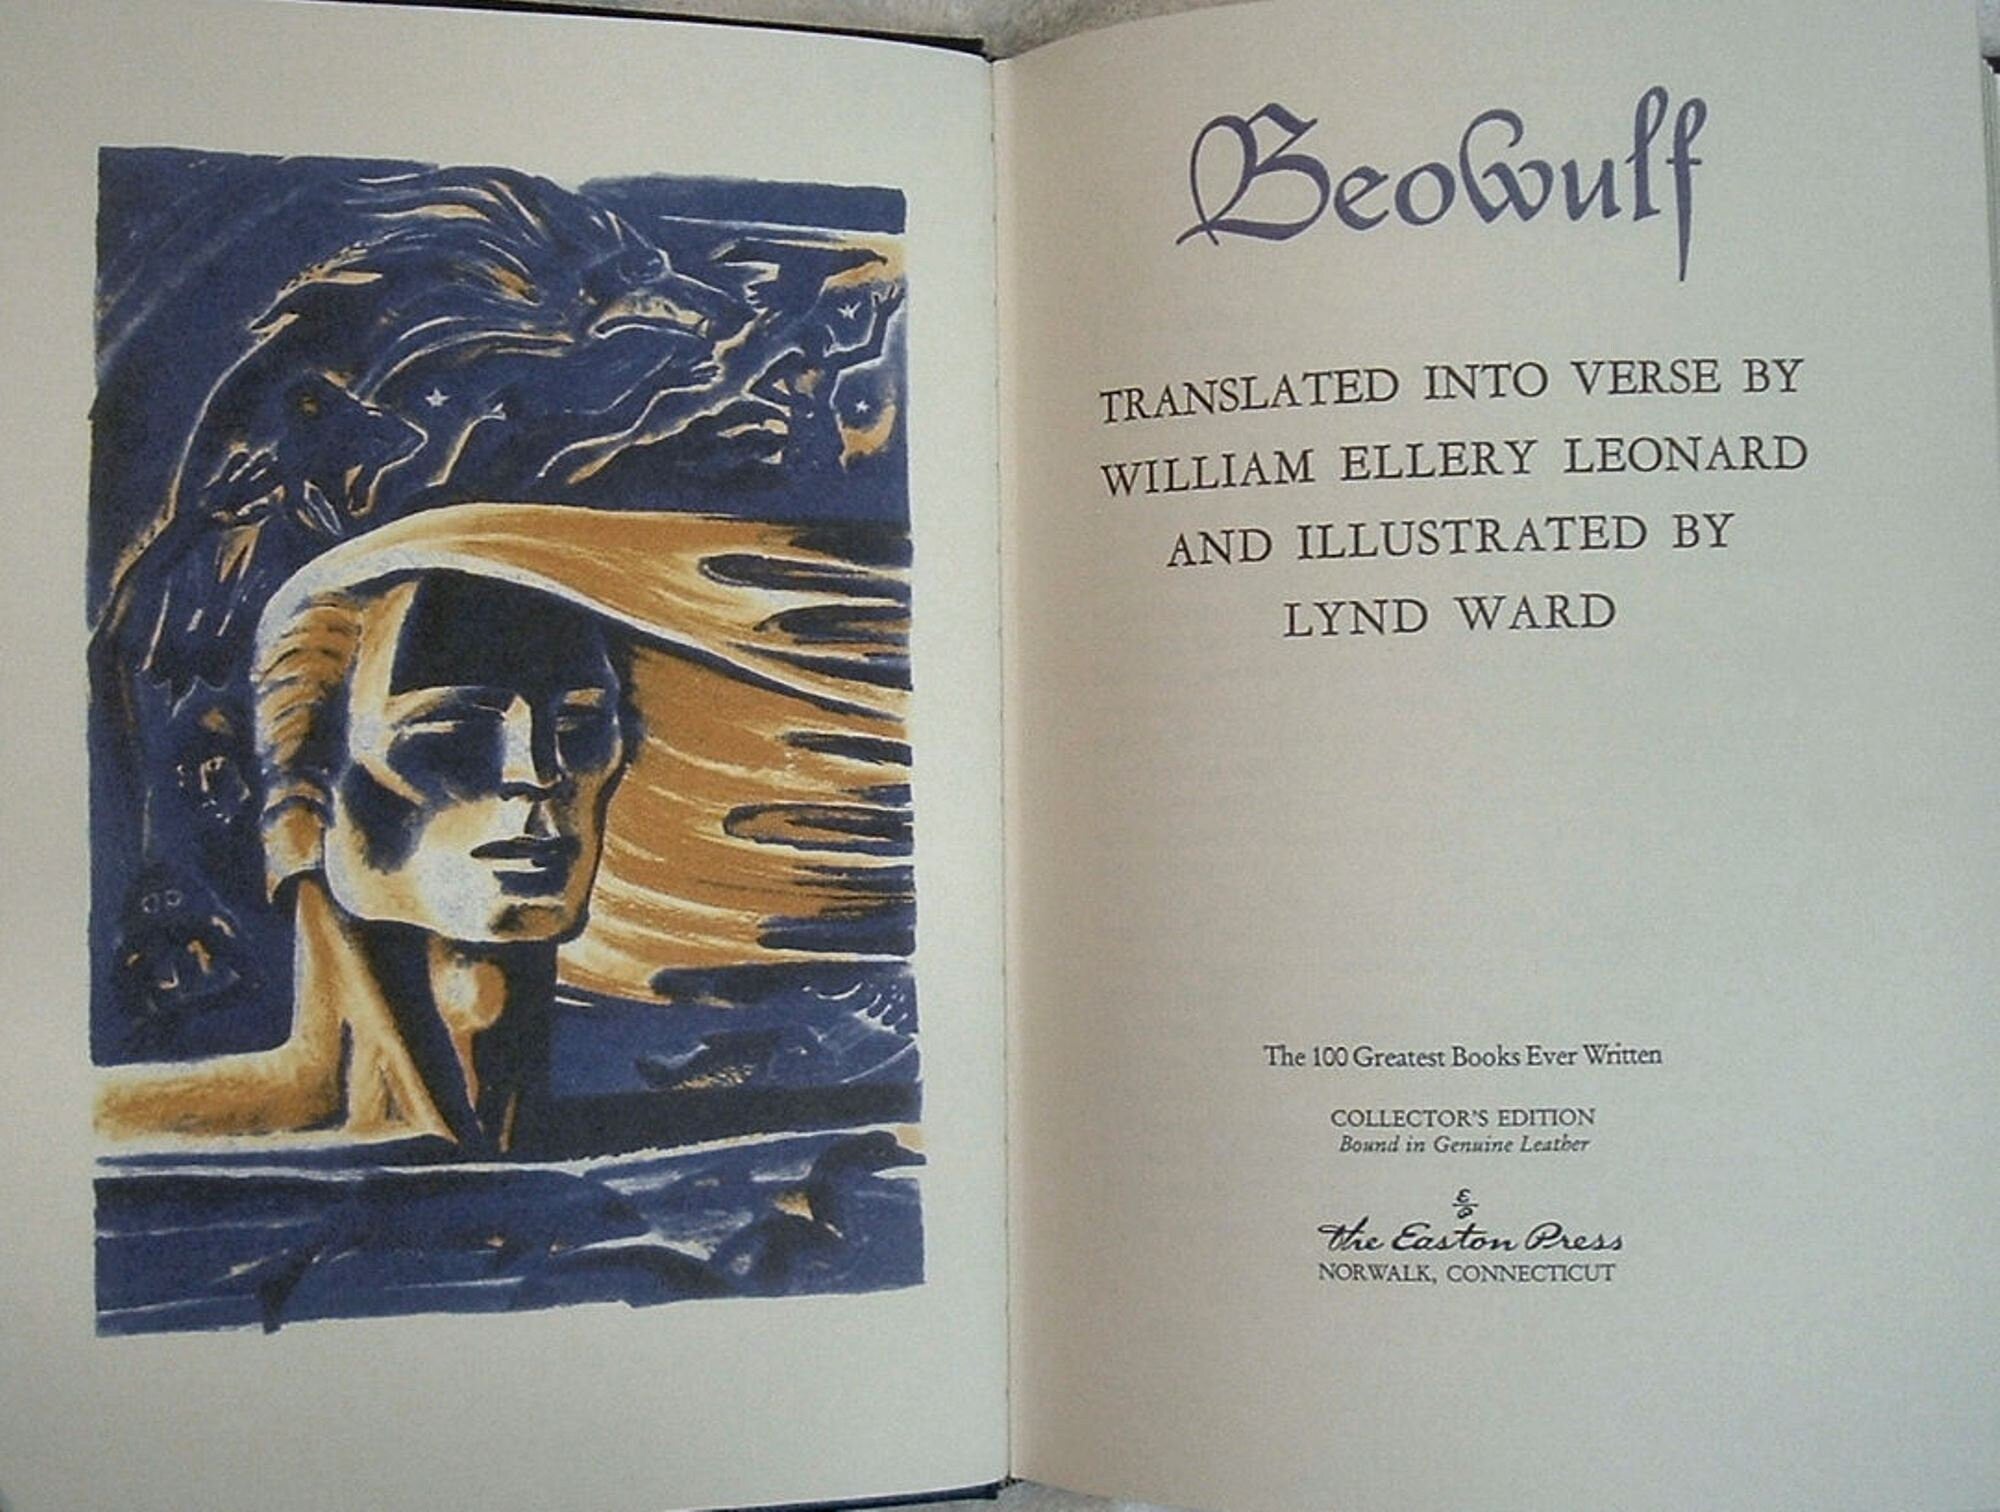 Beowulf
TRANSLATED INTO VERSE BY
WILLIAM ELLERY LEONARD
AND ILLUSTRATED BY
LYND WARD
The 100 Greatest Books Ever Written
COLLECTOR'S EDITION
Bound in Genuine Leather
The Easton Press
NORWALK, CONNECTICUT